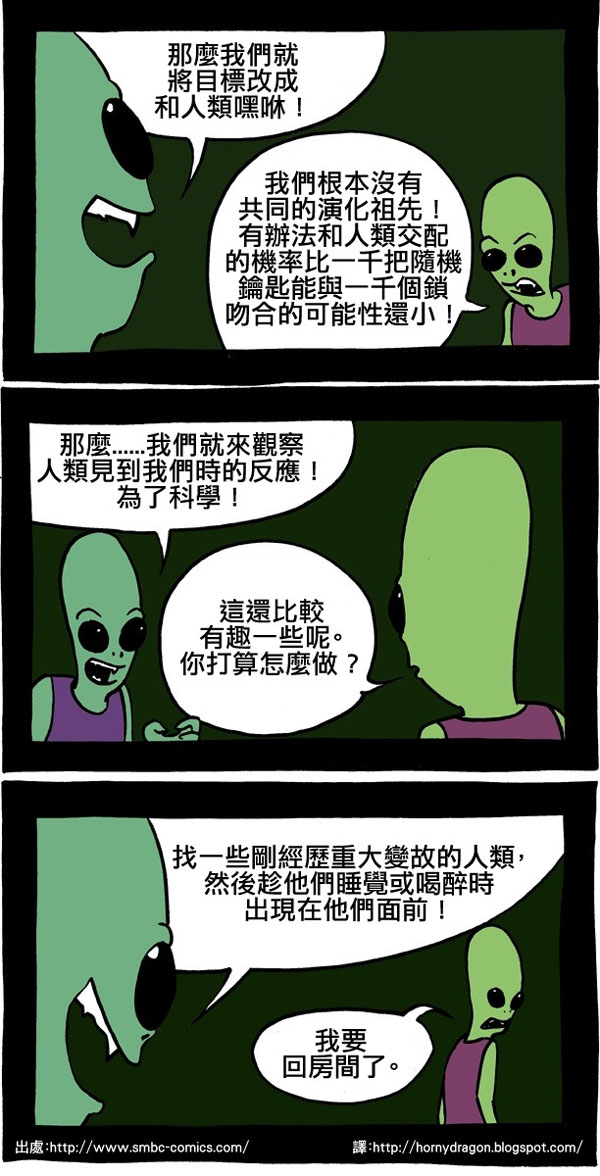 那麼我們就
將目標改成
和人類嘿咻！
我們根本沒有
共同的演化祖先！
有辦法和人類交配
的機率比一千把隨機
鑰匙能與一千個鎖
吻合的可能性還小！
那麼......我們就來觀察
人類見到我們時的反應！
為了科學！
這還比較
有趣一些呢。
你打算怎麼做？
找一些剛經歷重大變故的人類，
然後趁他們睡覺或喝醉時
出現在他們面前！
我要
回房間了。
出處:http://www.smbc-comics.com/
譯:http://hornydragon.blogspot.com/